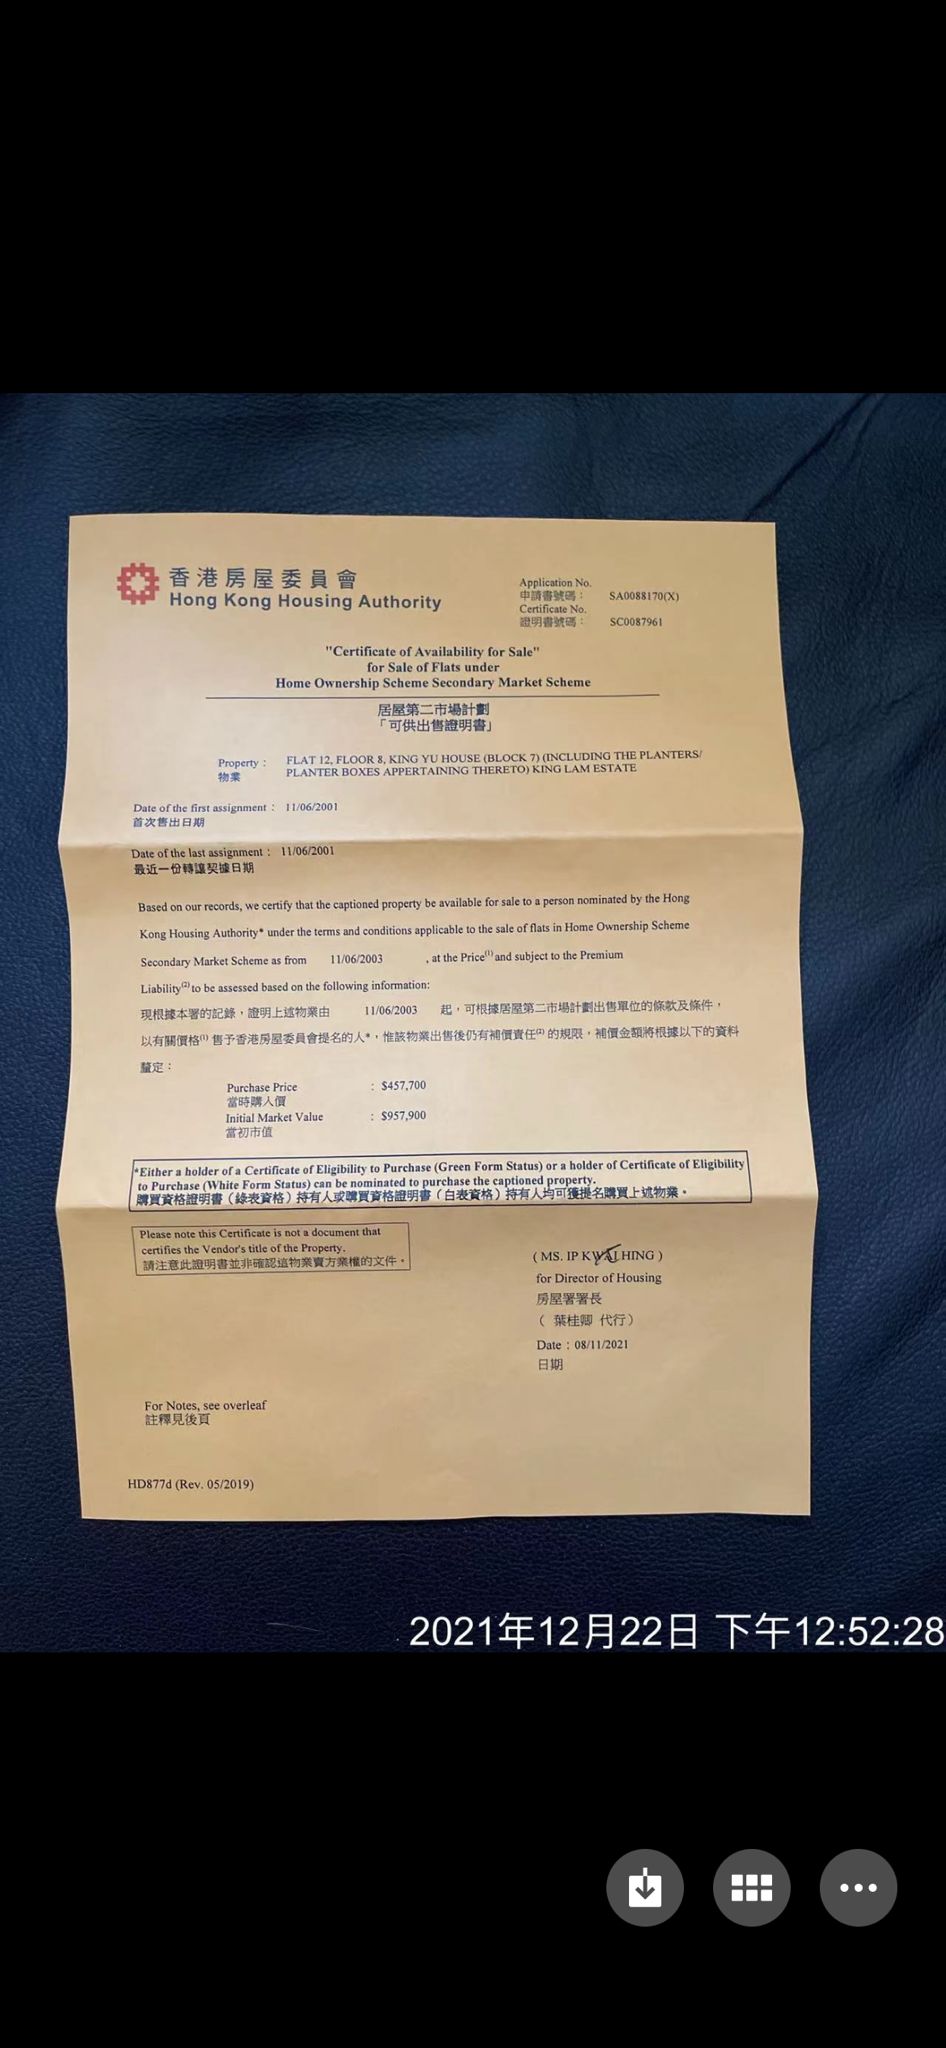 香港房屋委員會
Hong Kong Housing Authority
Application No.
申請書號碼： SA0088170(X)
Certificate No.
證明書號碼： SC0087961
"Certificate of Availability for Sale"
for Sale of Flats under
Home Ownership Scheme Secondary Market Scheme
居屋第二市場計劃
「可供出售證明書」
Property : FLAT 12, FLOOR 8, KING YU HOUSE (BLOCK 7) (INCLUDING THE PLANTERS/
物業 PLANTER BOXES APPERTAINING THERETO) KING LAM ESTATE
Date of the first assignment : 11/06/2001
首次售出日期
Date of the last assignment : 11/06/2001
最近一份轉讓契據日期
Based on our records, we certify that the captioned property be available for sale to a person nominated by the Hong
Kong Housing Authority* under the terms and conditions applicable to the sale of flats in Home Ownership Scheme
Secondary Market Scheme as from 11/06/2003 , at the Price(1) and subject to the Premium
Liability(2) to be assessed based on the following information:
現根據本署的記錄，證明上述物業由 11/06/2003 起，可根據居屋第二市場計劃出售單位的條款及條件，
以有關價格(1) 售予香港房屋委員會提名的人*，惟該物業出售後仍有補價責任(2) 的規限，補價金額將根據以下的資料
釐定：
Purchase Price : $457,700
當時購入價
Initial Market Value : $957,900
當初市值
*Either a holder of a Certificate of Eligibility to Purchase (Green Form Status) or a holder of Certificate of Eligibility
to Purchase (White Form Status) can be nominated to purchase the captioned property.
購買資格證明書（綠表資格）持有人或購買資格證明書（白表資格）持有人均可獲提名購買上述物業。
Please note this Certificate is not a document that
certifies the Vendor's title of the Property.
請注意此證明書並非確認這物業賣方業權的文件。
( MS. IP KWAI HING )
for Director of Housing
房屋署署長
（ 葉桂卿 代行）
Date : 08/11/2021
日期
For Notes, see overleaf
註釋見後頁
HD877d (Rev. 05/2019)
2021年12月22日 下午12:52:28